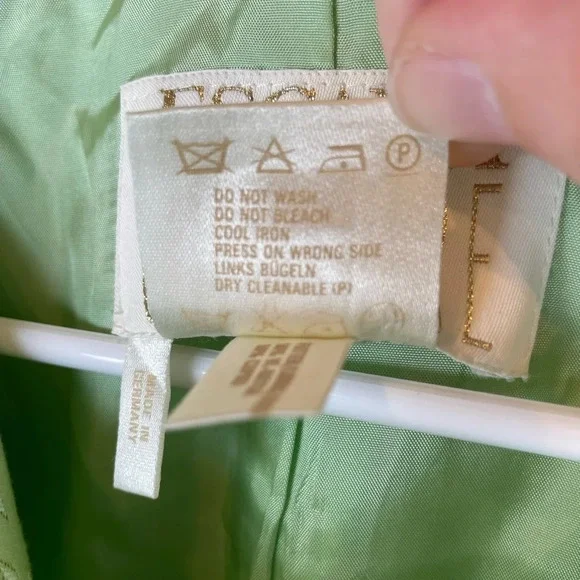 P
DO NOT WASH
DO NOT BLEACH
COOL IRON
PRESS ON WRONG SIDE
LINKS BÜGELN
DRY CLEANABLE (P)
MADE IN
GERMANY